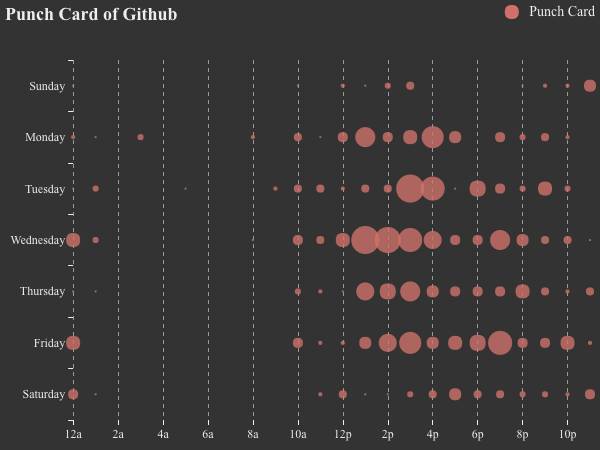 Punch Card of Github
Punch Card
Sunday
Monday
Tuesday
Wednesday
Thursday
Friday
Saturday
12a 2a 4a 6a 8a 10a 12p 2p 4p 6p 8p 10p